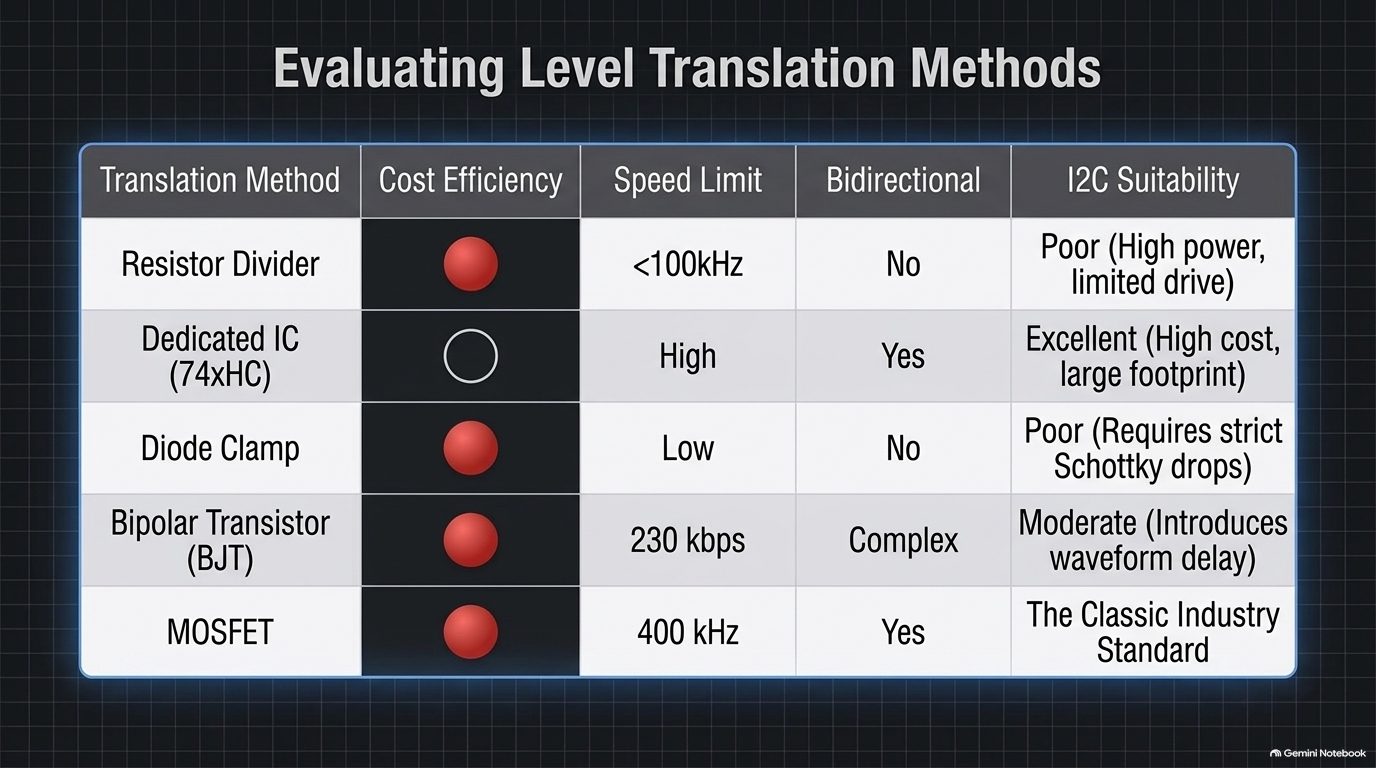 Evaluating Level Translation Methods
Translation Method
Cost Efficiency
Speed Limit
Bidirectional
I2C Suitability
Resistor Divider
<100kHz
No
Poor (High power,
limited drive)
Dedicated IC
(74xHC)
High
Yes
Excellent (High cost,
large footprint)
Diode Clamp
Low
No
Poor (Requires strict
Schottky drops)
Bipolar Transistor
(BJT)
230 kbps
Complex
Moderate (Introduces
waveform delay)
MOSFET
400 kHz
Yes
The Classic Industry
Standard
Gemini Notebook